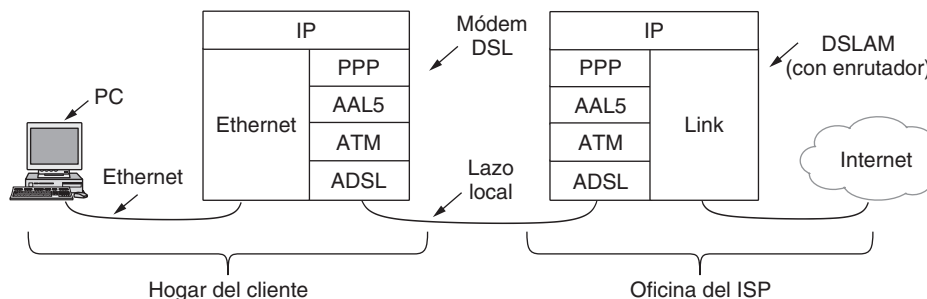 PC
Ethernet
IP
Ethernet
PPP
AAL5
ATM
ADSL
Módem
DSL
Lazo
local
IP
PPP
AAL5
ATM
ADSL
Link
DSLAM
(con enrutador)
Internet
Hogar del cliente
Oficina del ISP